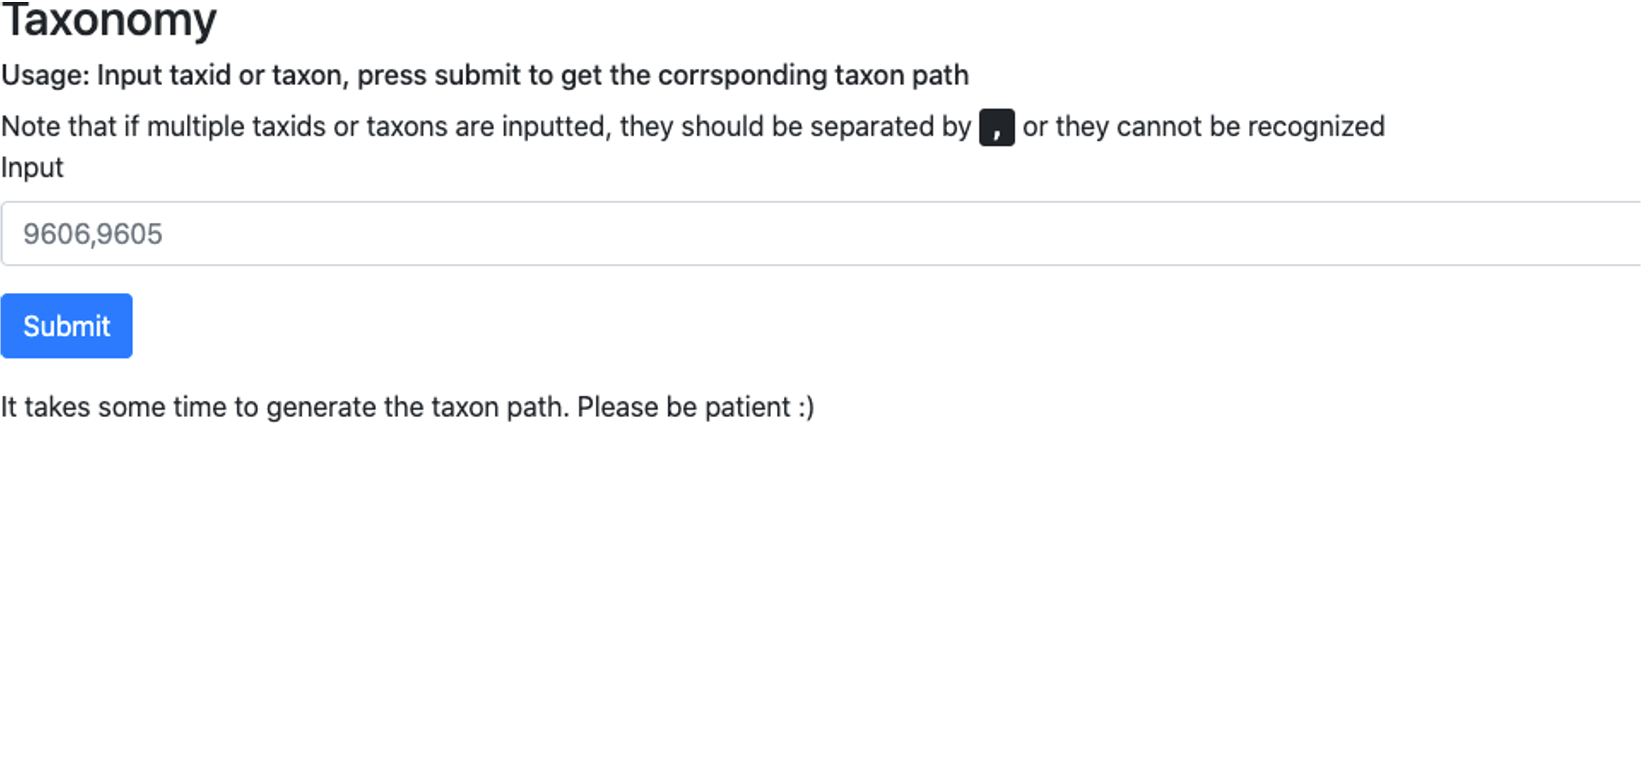 Taxonomy
Usage: Input taxid or taxon, press submit to get the corrsponding taxon path
Note that if multiple taxids or taxons are inputted, they should be separated by , or they cannot be recognized
Input
9606,9605
Submit
It takes some time to generate the taxon path. Please be patient :)